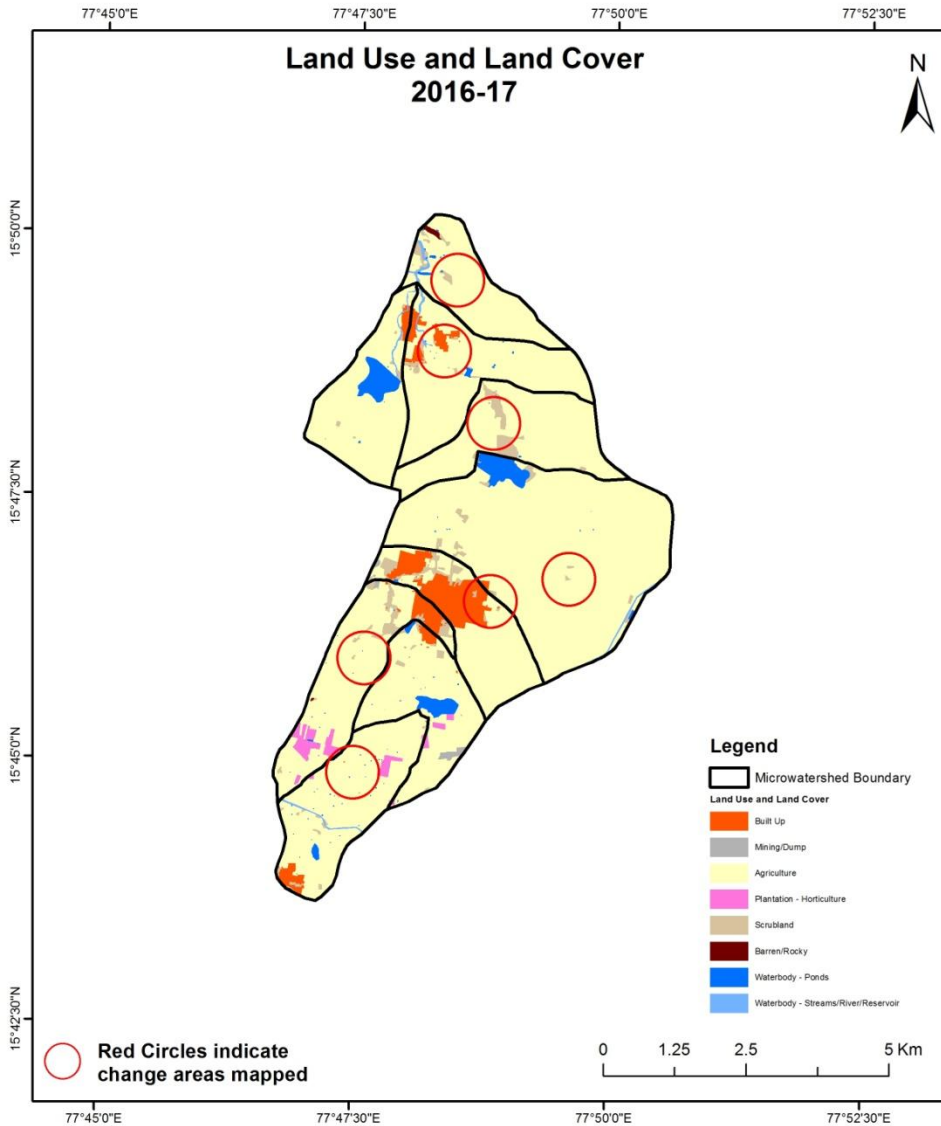 77°45'0"E
77°47'30"E
77°50'0"E
77°52'30"E
Land Use and Land Cover
2016-17
N
15°50'0"N
15°50'0"N
15°47'30"N
15°45'0"N
15°42'30"N
Legend
Microwatershed Boundary
Land Use and Land Cover
Built Up
Mining/Dump
Agriculture
Plantation - Horticulture
Scrubland
Barren/Rocky
Waterbody - Ponds
Waterbody - Streams/River/Reservoir
Red Circles indicate
change areas mapped
0 1.25 2.5 5 Km
77°45'0"E
77°47'30"E
77°50'0"E
77°52'30"E